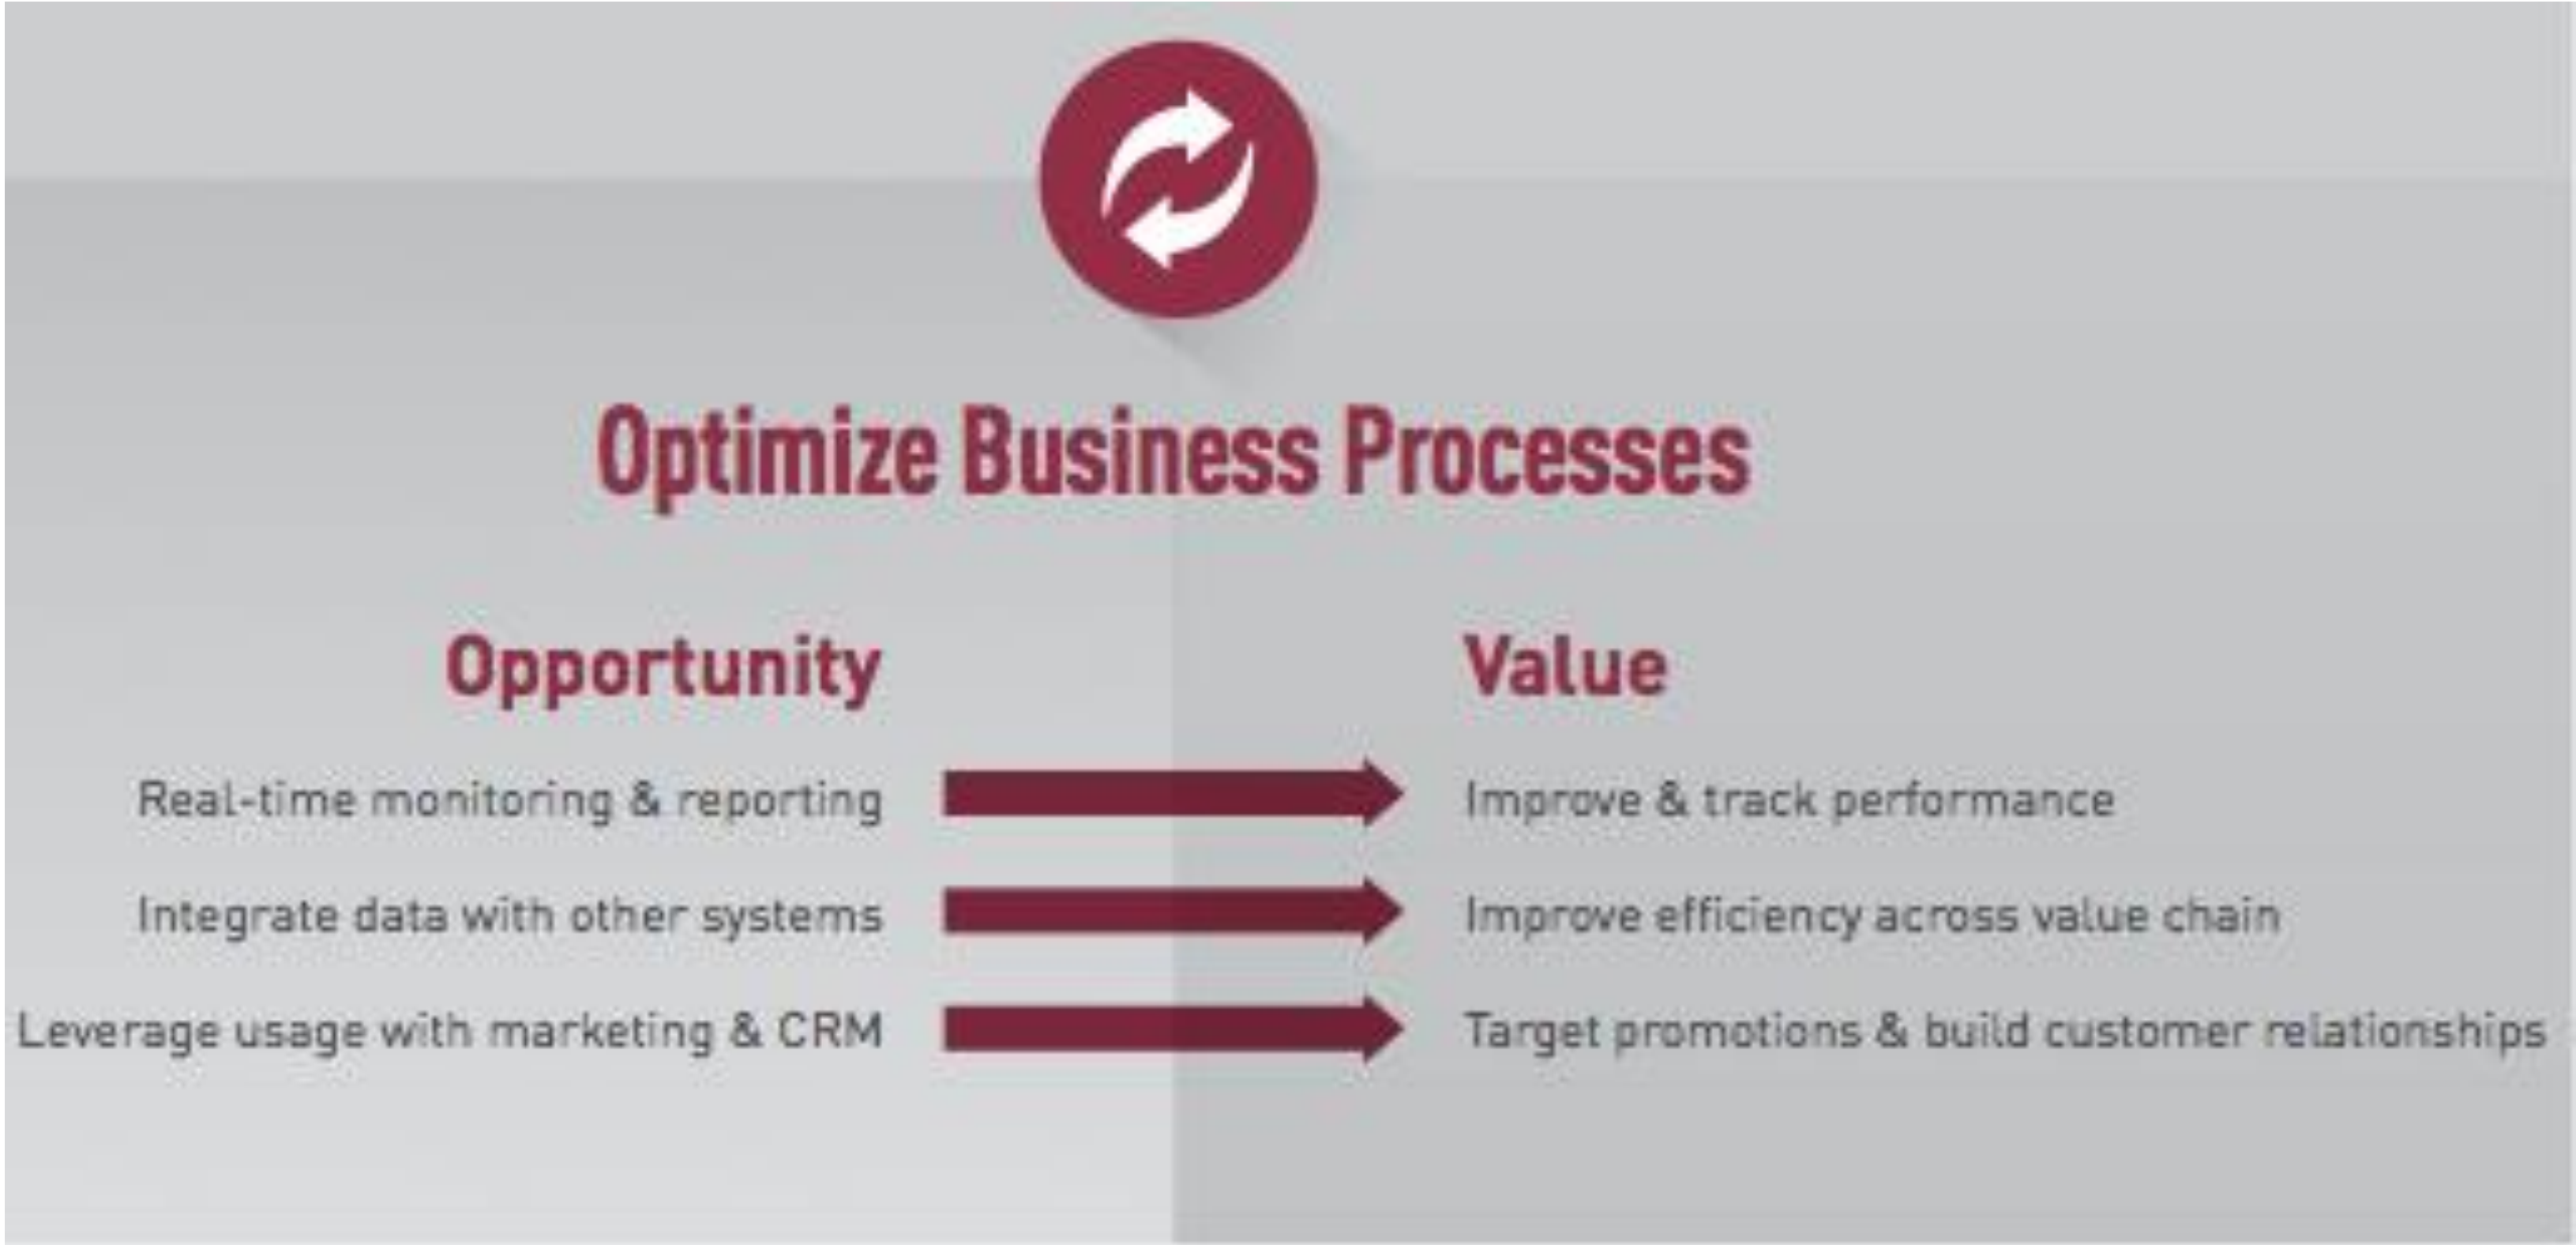 Optimize Business Processes
Opportunity
Value
Real-time monitoring & reporting
Improve & track performance
Integrate data with other systems
Improve efficiency across value chain
Leverage usage with marketing & CRM
Target promotions & build customer relationships